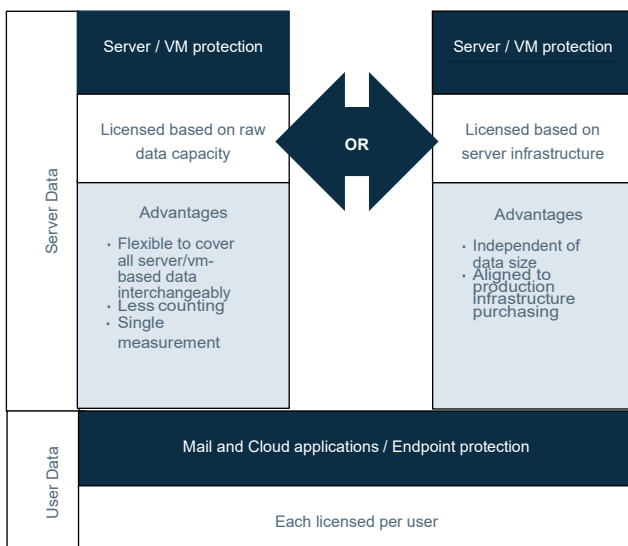 Server / VM protection
Server / VM protection
Licensed based on raw
data capacity
OR
Licensed based on
server infrastructure
Server Data
Advantages
• Flexible to cover
all server/vm-
based data
interchangeably
• Less counting
• Single
measurement
Advantages
• Independent of
data size
• Aligned to
production
infrastructure
purchasing
User Data
Mail and Cloud applications / Endpoint protection
Each licensed per user